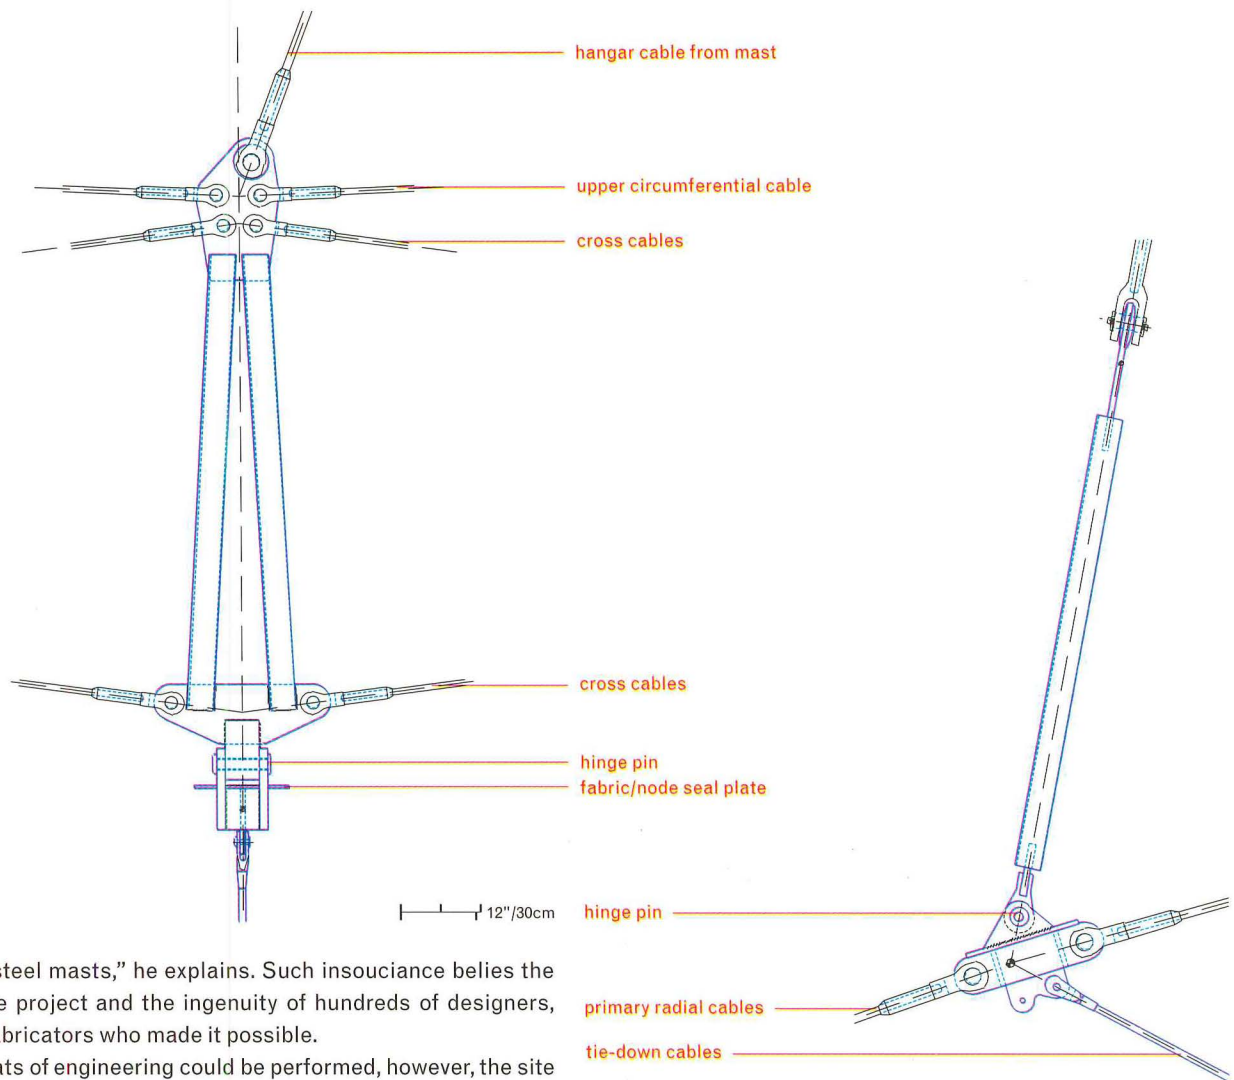 hangar cable from mast
upper circumferential cable
cross cables
cross cables
hinge pin
fabric/node seal plate
12"/30cm
hinge pin
primary radial cables
tie-down cables
steel masts,” he explains. Such insouciance belies the
project and the ingenuity of hundreds of designers,
who made it possible.
of engineering could be performed, however, the site